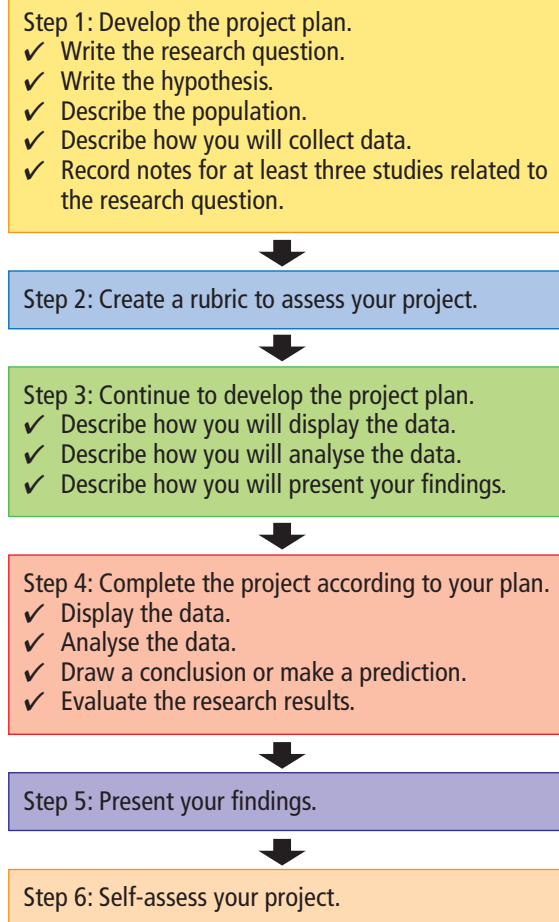 Step 1: Develop the project plan.
✓ Write the research question.
✓ Write the hypothesis.
✓ Describe the population.
✓ Describe how you will collect data.
✓ Record notes for at least three studies related to
the research question.
Step 2: Create a rubric to assess your project.
Step 3: Continue to develop the project plan.
✓ Describe how you will display the data.
✓ Describe how you will analyse the data.
✓ Describe how you will present your findings.
Step 4: Complete the project according to your plan.
✓ Display the data.
✓ Analyse the data.
✓ Draw a conclusion or make a prediction.
✓ Evaluate the research results.
Step 5: Present your findings.
Step 6: Self-assess your project.